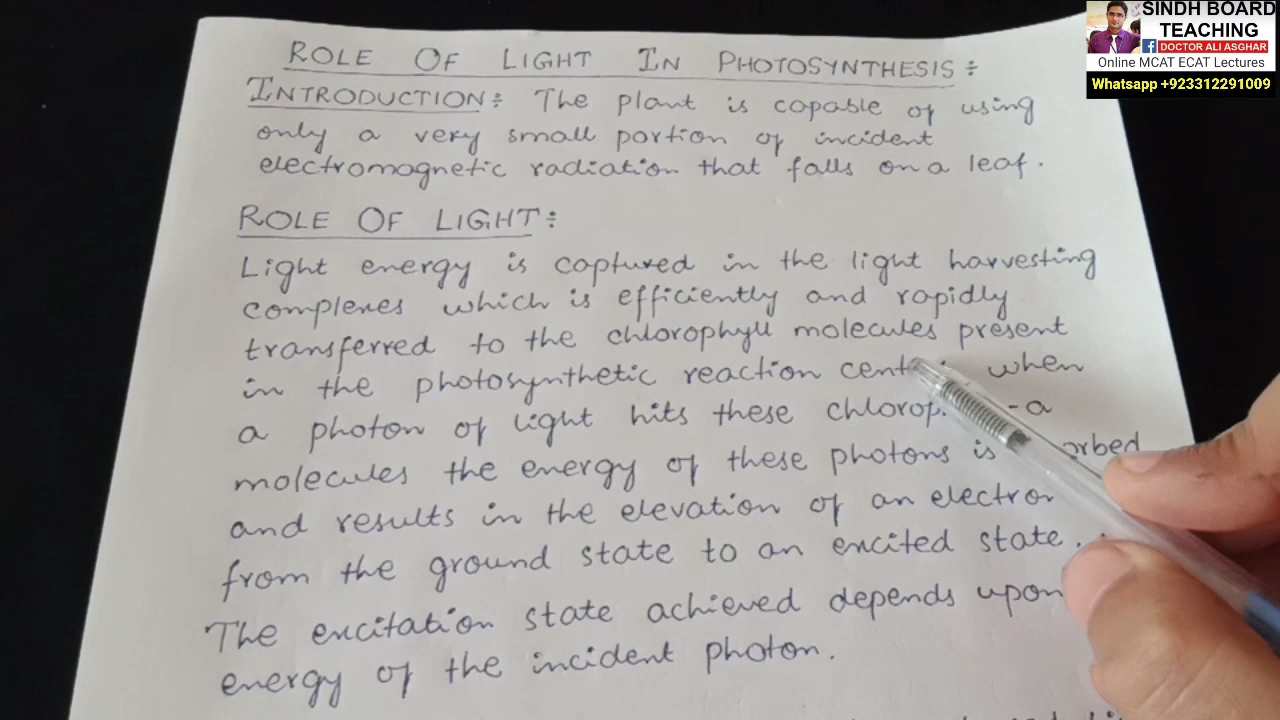 SINDH BOARD
TEACHING
f DOCTOR ALI ASGHAR
Online MCAT ECAT Lectures
Whatsapp +923312291009
ROLE OF LIGHT IN PHOTOSYNTHESIS:
INTRODUCTION: The plant is capable of using
only a very small portion of incident
electromagnetic radiation that falls on a leaf.
ROLE OF LIGHT:
Light energy is captured in the light harvesting
complexes which is efficiently and rapidly
transferred to the chlorophyll molecules present
in the photosynthetic reaction when
a photon of light hits these -a
molecules the energy of these photons is
and results in the elevation of an electron
from the ground state to an excited state.
The excitation state achieved depends upon
energy of the incident photon.